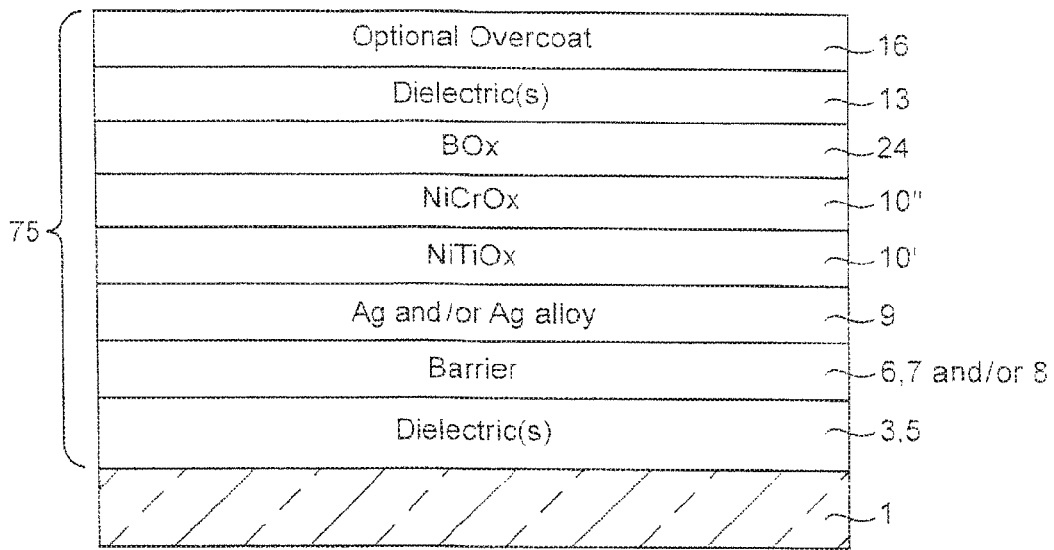 Optional Overcoat 16
Dielectric(s) 13
BOx 24
NiCrOx 10"
75
NiTiOx 10'
Ag and/or Ag alloy 9
Barrier 6,7 and/or 8
Dielectric(s) 3,5
1